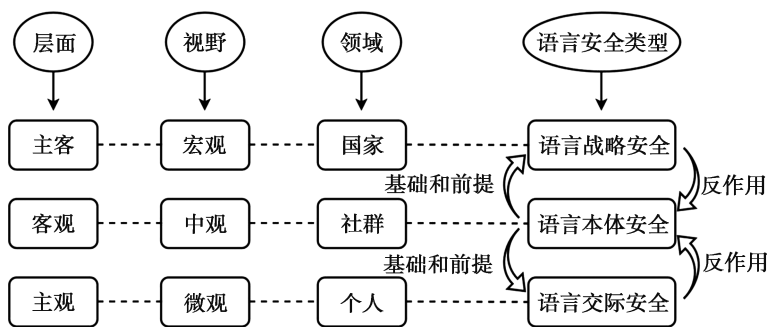 层面 视野 领域 语言安全类型
主客 宏观 国家 语言战略安全
基础和前提 反作用
客观 中观 社群 语言本体安全
基础和前提 反作用
主观 微观 个人 语言交际安全